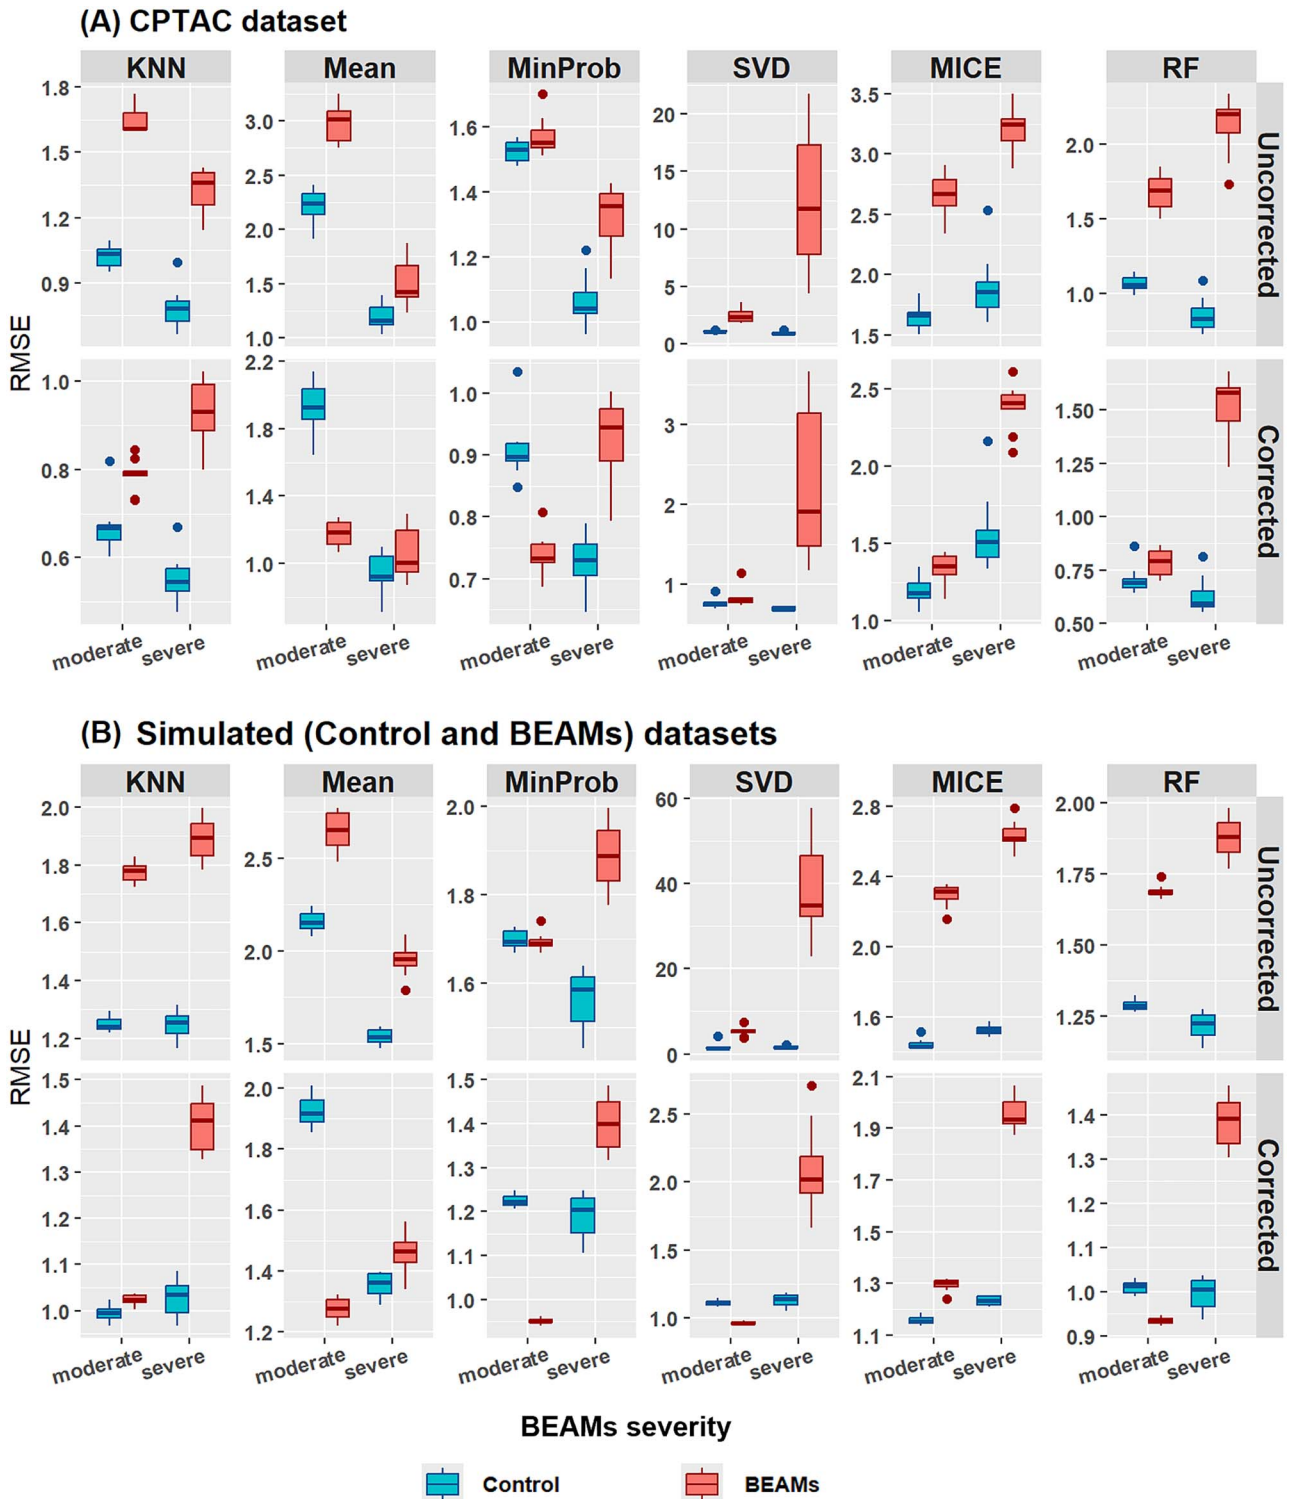 (A) CPTAC dataset
KNN Mean MinProb SVD MICE RF
RMSE
Uncorrected
1.8 1.5 1.2 0.9
3.0 2.5 2.0 1.5 1.0
1.6 1.4 1.2 1.0
20 15 10 5 0
3.5 3.0 2.5 2.0 1.5
2.0 1.5 1.0
Corrected
1.0 0.8 0.6
2.2 1.8 1.4 1.0
1.0 0.9 0.8 0.7
3 2 1
2.5 2.0 1.5 1.0
1.50 1.25 1.00 0.75 0.50
moderate severe moderate severe moderate severe moderate severe moderate severe moderate severe
(B) Simulated (Control and BEAMs) datasets
KNN Mean MinProb SVD MICE RF
RMSE
Uncorrected
2.0 1.8 1.6 1.4 1.2
2.5 2.0 1.5
2.0 1.8 1.6
60 40 20 0
2.8 2.4 2.0 1.6
2.00 1.75 1.50 1.25
Corrected
1.5 1.4 1.3 1.2 1.1 1.0
2.0 1.8 1.6 1.4 1.2
1.5 1.4 1.3 1.2 1.1 1.0
2.5 2.0 1.5 1.0
2.1 1.9 1.7 1.5 1.3 1.1
1.4 1.3 1.2 1.1 1.0 0.9
moderate severe moderate severe moderate severe moderate severe moderate severe moderate severe
BEAMs severity
Control BEAMs